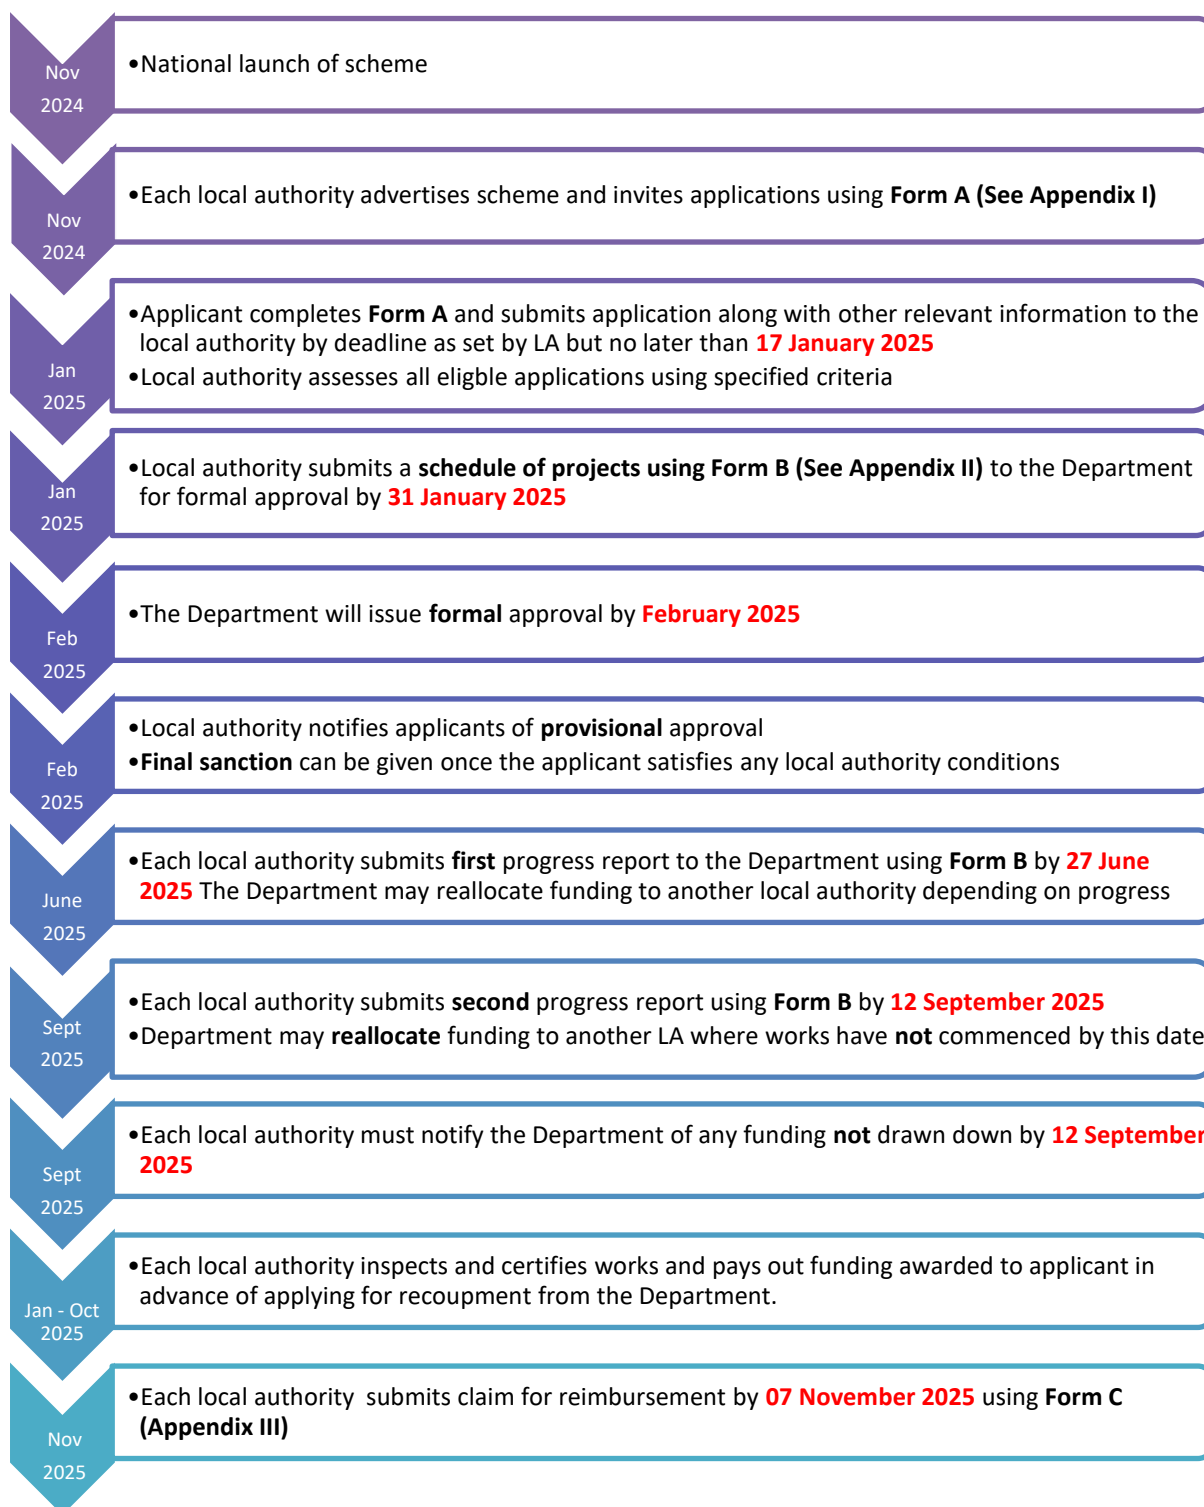 Nov
2024
•National launch of scheme
Nov
2024
•Each local authority advertises scheme and invites applications using Form A (See Appendix I)
Jan
2025
•Applicant completes Form A and submits application along with other relevant information to the
local authority by deadline as set by LA but no later than 17 January 2025
•Local authority assesses all eligble applications using specified criteria
Jan
2025
•Local authority submits a schedule of projects using Form B (See Appendix II) to the Department
for formal approval by 31 January 2025
Feb
2025
•The Department will issue formal approval by February 2025
Feb
2025
•Local authority notifies applicants of provisional approval
•Final sanction can be given once the applicant satisfies any local authority conditions
June
2025
•Each local authority submits first progress report to the Department using Form B by 27 June
2025 The Department may reallocate funding to another local authority depending on progress
Sept
2025
•Each local authority submits second progress report using Form B by 12 September 2025
•Department may reallocate funding to another LA where works have not commenced by this date
Sept
2025
•Each local authority must notify the Department of any funding not drawn down by 12 September
2025
Jan - Oct
2025
•Each local authority inspects and certifies works and pays out funding awarded to applicant in
advance of applying for recoupment from the Department.
Nov
2025
•Each local authority  submits claim for reimbursement by 07 November 2025 using Form C
(Appendix III)